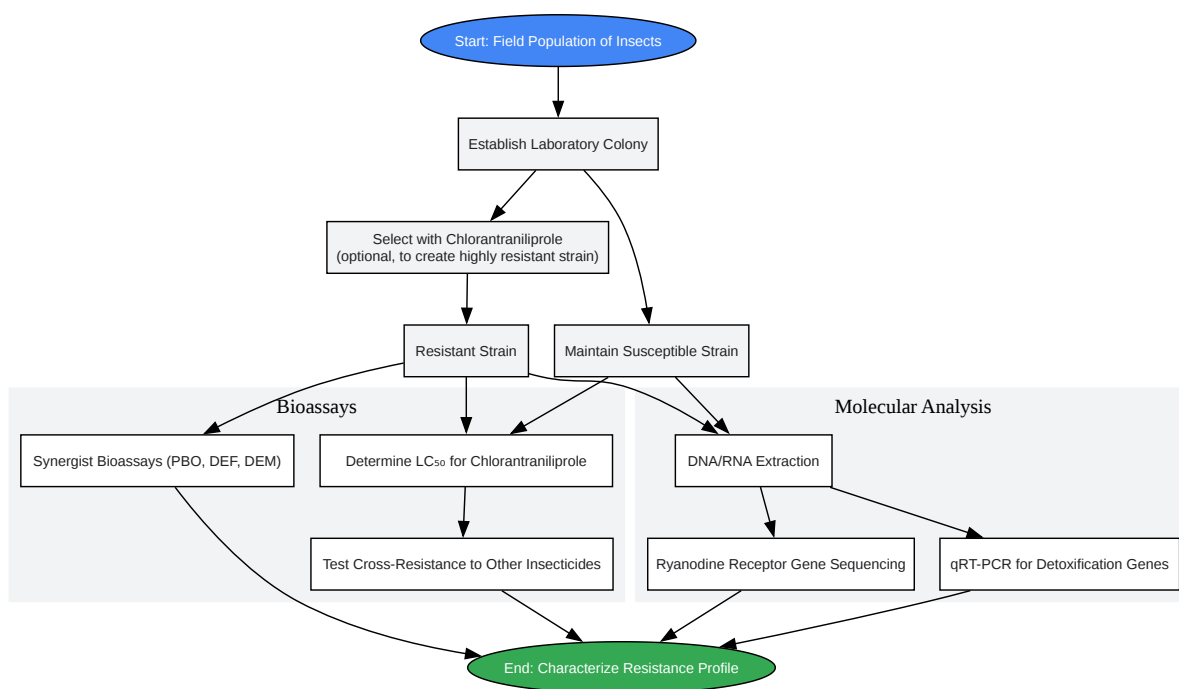 Start: Field Population of Insects
Establish Laboratory Colony
Select with Chlorantraniliprole
(optional, to create highly resistant strain)
Resistant Strain
Maintain Susceptible Strain
Bioassays
Molecular Analysis
Synergist Bioassays (PBO, DEF, DEM)
Determine LC₅₀ for Chlorantraniliprole
DNA/RNA Extraction
Test Cross-Resistance to Other Insecticides
Ryanodine Receptor Gene Sequencing
qRT-PCR for Detoxification Genes
End: Characterize Resistance Profile